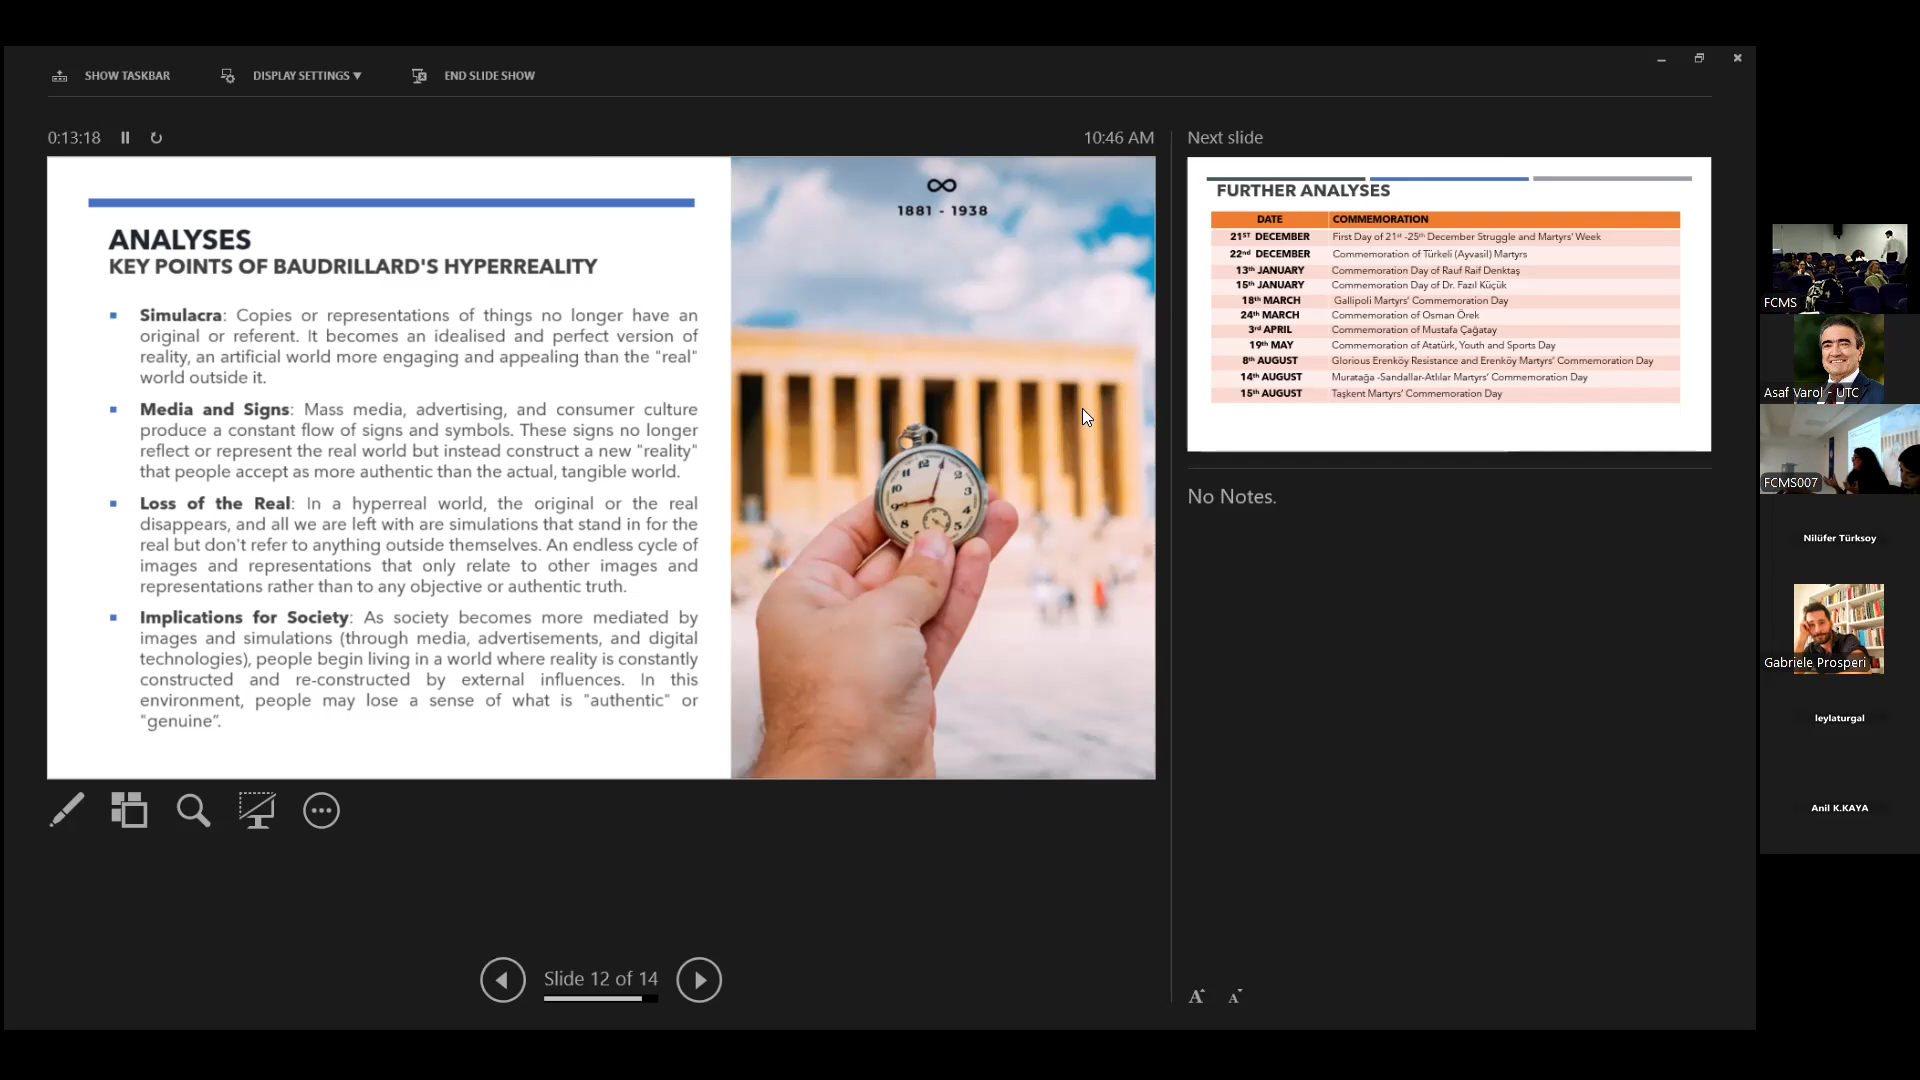 SHOW TASKBAR
DISPLAY SETTINGS ▼
END SLIDE SHOW
0:13:18
10:46 AM
ANALYSES
KEY POINTS OF BAUDRILLARD'S HYPERREALITY
▪ Simulacra: Copies or representations of things no longer have an
original or referent. It becomes an idealised and perfect version of
reality, an artificial world more engaging and appealing than the "real"
world outside it.
▪ Media and Signs: Mass media, advertising, and consumer culture
produce a constant flow of signs and symbols. These signs no longer
reflect or represent the real world but instead construct a new "reality"
that people accept as more authentic than the actual, tangible world.
▪ Loss of the Real: In a hyperreal world, the original or the real
disappears, and all we are left with are simulations that stand in for the
real but don't refer to anything outside themselves. An endless cycle of
images and representations that only relate to other images and
representations rather than to any objective or authentic truth.
▪ Implications for Society: As society becomes more mediated by
images and simulations (through media, advertisements, and digital
technologies), people begin living in a world where reality is constantly
constructed and re-constructed by external influences. In this
environment, people may lose a sense of what is "authentic" or
"genuine”.
∞
1881 - 1938
Slide 12 of 14
Next slide
FURTHER ANALYSES
DATE COMMEMORATION
21ST DECEMBER First Day of 21st -25th December Struggle and Martyrs' Week
22nd DECEMBER Commemoration of Türkeli (Ayvasil) Martyrs
13th JANUARY Commemoration Day of Rauf Raif Denktaş
15th JANUARY Commemoration Day of Dr. Fazıl Küçük
18th MARCH Gallipoli Martyrs' Commemoration Day
24th MARCH Commemoration of Osman Örek
3rd APRIL Commemoration of Mustafa Çağatay
19th MAY Commemoration of Atatürk, Youth and Sports Day
8th AUGUST Glorious Erenköy Resistance and Erenköy Martyrs' Commemoration Day
14th AUGUST Muratağa -Sandallar-Atlılar Martyrs' Commemoration Day
15th AUGUST Taşkent Martyrs' Commemoration Day
No Notes.
A A
FCMS
Asaf Varol - UTC
FCMS007
Nilüfer Türksoy
Gabriele Prosperi
leylaturgal
Anil K.KAYA